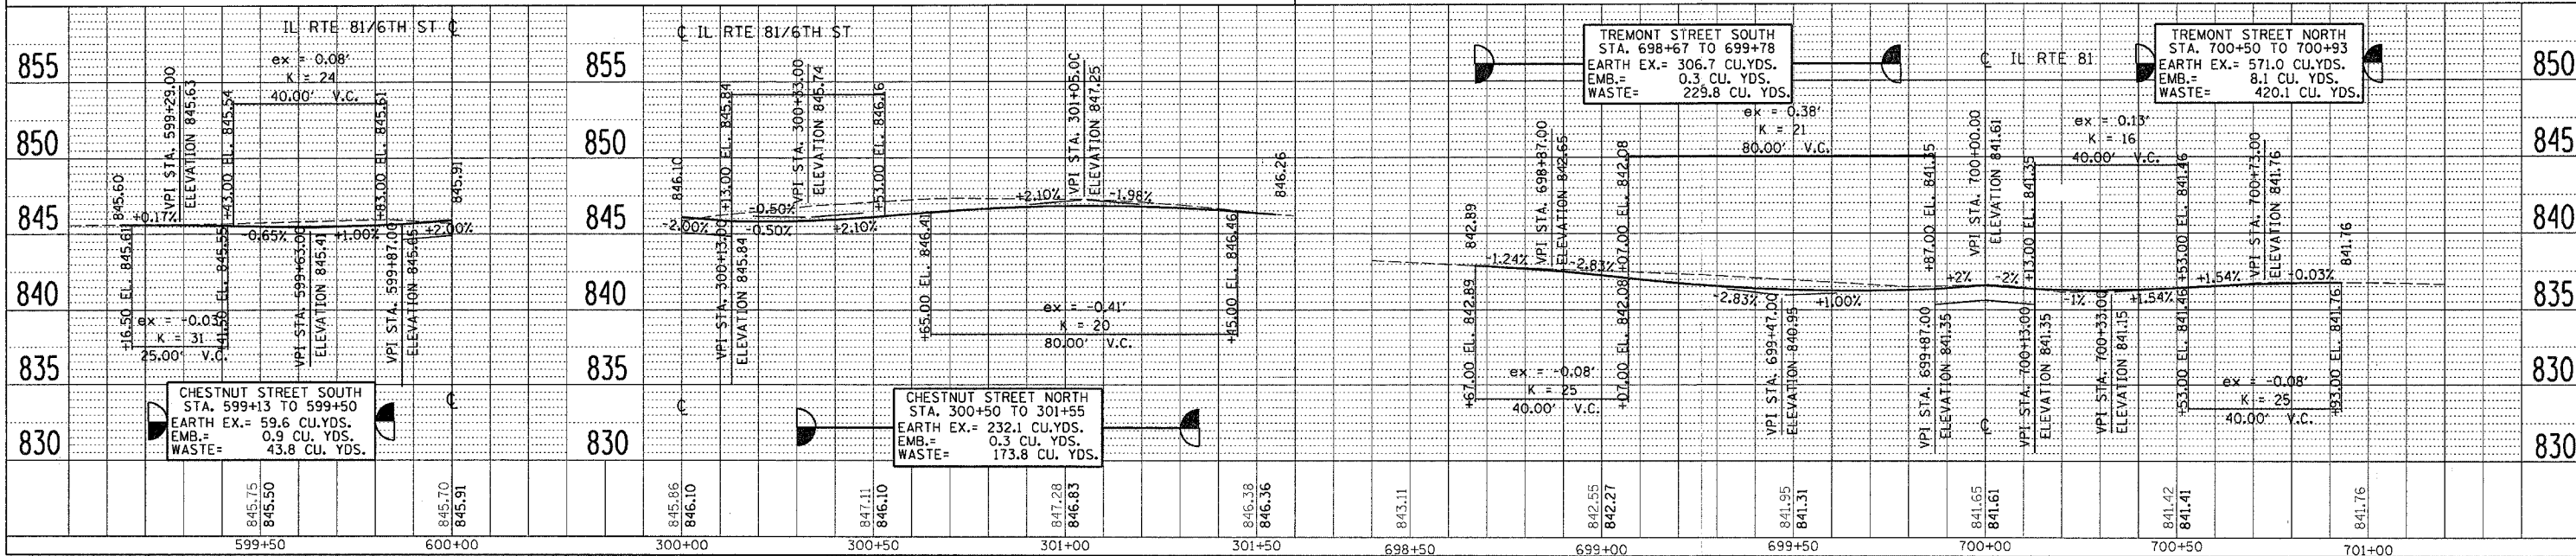 IL RTE 81/6TH ST ℄
ex = 0.08'
K = 24
40.00' V.C.
855
850
845
840
835
830
845.60
+0.17%
VPI STA. 599+29.00
ELEVATION 845.63
+43.00 EL. 845.54
+83.00 EL. 845.61
845.91
-0.65%
+1.00%
+2.00%
+16.50 EL. 845.61
+41.50 EL. 845.55
VPI STA. 599+63.00
ELEVATION 845.41
VPI STA. 599+87.00
ELEVATION 845.65
ex = -0.03'
K = 31
25.00' V.C.
CHESTNUT STREET SOUTH
STA. 599+13 TO 599+50
EARTH EX.= 59.6 CU.YDS.
EMB.= 0.9 CU. YDS.
WASTE= 43.8 CU. YDS.
℄
845.75
845.50
845.70
845.91
599+50
600+00
℄ IL RTE 81/6TH ST
855
850
845
840
835
830
846.10
+13.00 EL. 845.84
VPI STA. 300+33.00
ELEVATION 845.74
+53.00 EL. 846.16
VPI STA. 301+05.00
ELEVATION 847.25
846.26
-2.00%
-0.50%
-0.50%
+2.10%
+2.10%
-1.98%
VPI STA. 300+13.00
ELEVATION 845.84
+65.00 EL. 846.41
+45.00 EL. 846.46
ex = -0.41'
K = 20
80.00' V.C.
℄
CHESTNUT STREET NORTH
STA. 300+50 TO 301+55
EARTH EX.= 232.1 CU.YDS.
EMB.= 0.3 CU. YDS.
WASTE= 173.8 CU. YDS.
845.86
846.10
847.11
846.10
847.28
846.83
846.38
846.36
300+00
300+50
301+00
301+50
TREMONT STREET SOUTH
STA. 698+67 TO 699+78
EARTH EX.= 306.7 CU.YDS.
EMB.= 0.3 CU. YDS.
WASTE= 229.8 CU. YDS.
ex = 0.38'
K = 21
80.00' V.C.
842.89
VPI STA. 698+87.00
ELEVATION 842.65
+07.00 EL. 842.08
+87.00 EL. 841.35
-1.24%
-2.83%
-2.83%
+1.00%
+67.00 EL. 842.89
+07.00 EL. 842.08
ex = -0.08'
K = 25
40.00' V.C.
VPI STA. 699+47.00
ELEVATION 840.95
VPI STA. 699+87.00
ELEVATION 841.35
℄ IL RTE 81
VPI STA. 700+00.00
ELEVATION 841.61
+2%
-2%
+13.00 EL. 841.35
℄
VPI STA. 700+13.00
ELEVATION 841.35
TREMONT STREET NORTH
STA. 700+50 TO 700+93
EARTH EX.= 571.0 CU.YDS.
EMB.= 8.1 CU. YDS.
WASTE= 420.1 CU. YDS.
ex = 0.13'
K = 16
40.00' V.C.
+53.00 EL. 841.46
VPI STA. 700+73.00
ELEVATION 841.76
841.76
-1%
+1.54%
+1.54%
-0.03%
VPI STA. 700+33.00
ELEVATION 841.15
+53.00 EL. 841.46
+93.00 EL. 841.76
ex = -0.08'
K = 25
40.00' V.C.
850
845
840
835
830
830
843.11
842.55
842.27
841.95
841.31
841.65
841.61
841.42
841.41
841.76
698+50
699+00
699+50
700+00
700+50
701+00